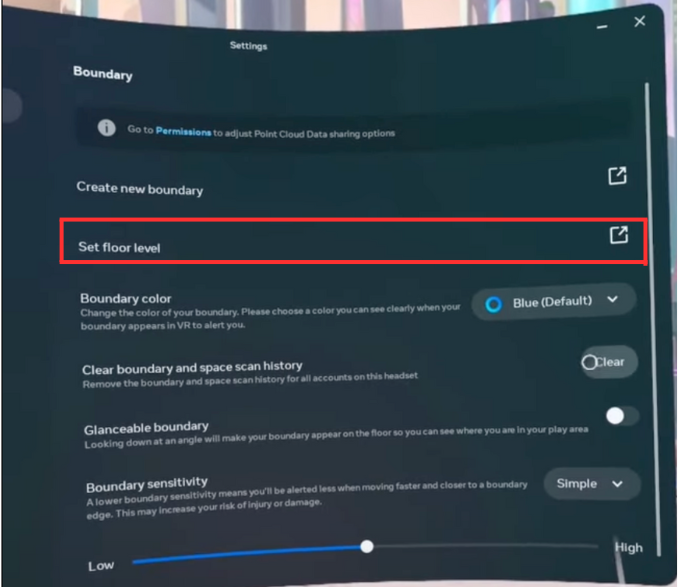 Settings
Boundary
Go to Permissions to adjust Point Cloud Data sharing options
Create new boundary
Set floor level
Boundary color
Change the color of your boundary. Please choose a color you can see clearly when your
boundary appears in VR to alert you.
Blue (Default)
Clear boundary and space scan history
Remove the boundary and space scan history for all accounts on this headset
Clear
Glanceable boundary
Looking down at an angle will make your boundary appear on the floor so you can see where you are in your play area
Boundary sensitivity
A lower boundary sensitivity means you'll be alerted less when moving faster and closer to a boundary
edge. This may increase your risk of injury or damage.
Simple
Low
High